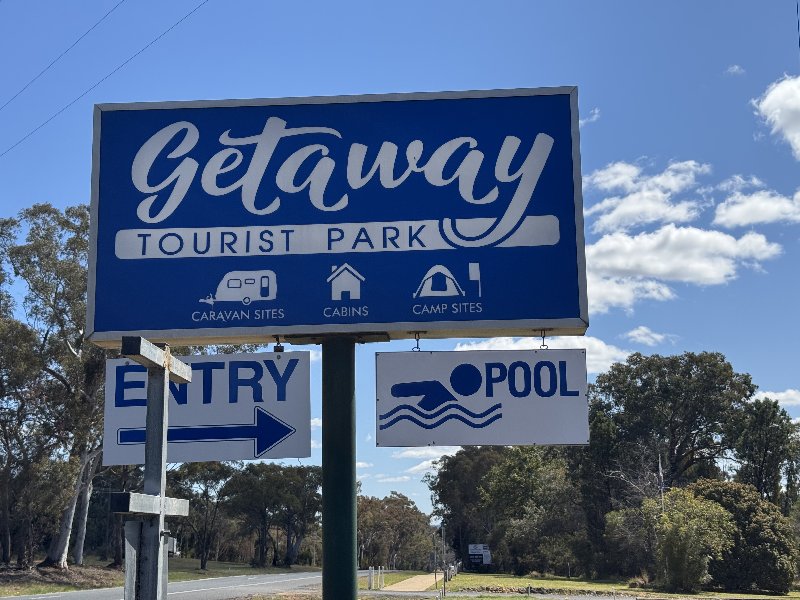 Getaway
TOURIST PARK
CARAVAN SITES CABINS CAMP SITES
ENTRY POOL